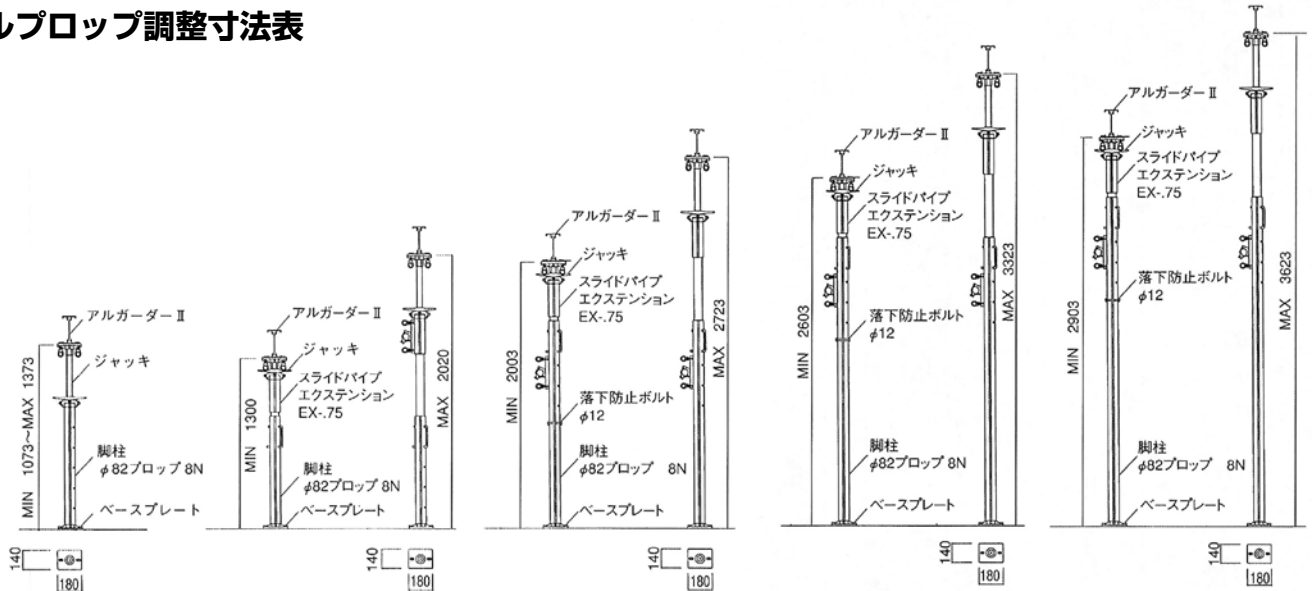 ルプロップ調整寸法表
アルガーダーⅡ
ジャッキ
MIN 1073～MAX 1373
脚柱
φ82プロップ 8N
ベースプレート
140
180
アルガーダーⅡ
ジャッキ
スライドパイプ
エクステンション
EX-.75
MIN 1300
MAX 2020
脚柱
φ82プロップ 8N
ベースプレート
140
180
アルガーダーⅡ
ジャッキ
スライドパイプ
エクステンション
EX-.75
MIN 2003
MAX 2723
落下防止ボルト
φ12
脚柱
φ82プロップ 8N
ベースプレート
140
180
アルガーダーⅡ
ジャッキ
スライドパイプ
エクステンション
EX-.75
MIN 2603
MAX 3323
落下防止ボルト
φ12
脚柱
φ82プロップ 8N
ベースプレート
140
180
アルガーダーⅡ
ジャッキ
スライドパイプ
エクステンション
EX-.75
MIN 2903
MAX 3623
落下防止ボルト
φ12
脚柱
φ82プロップ 8N
ベースプレート
140
180